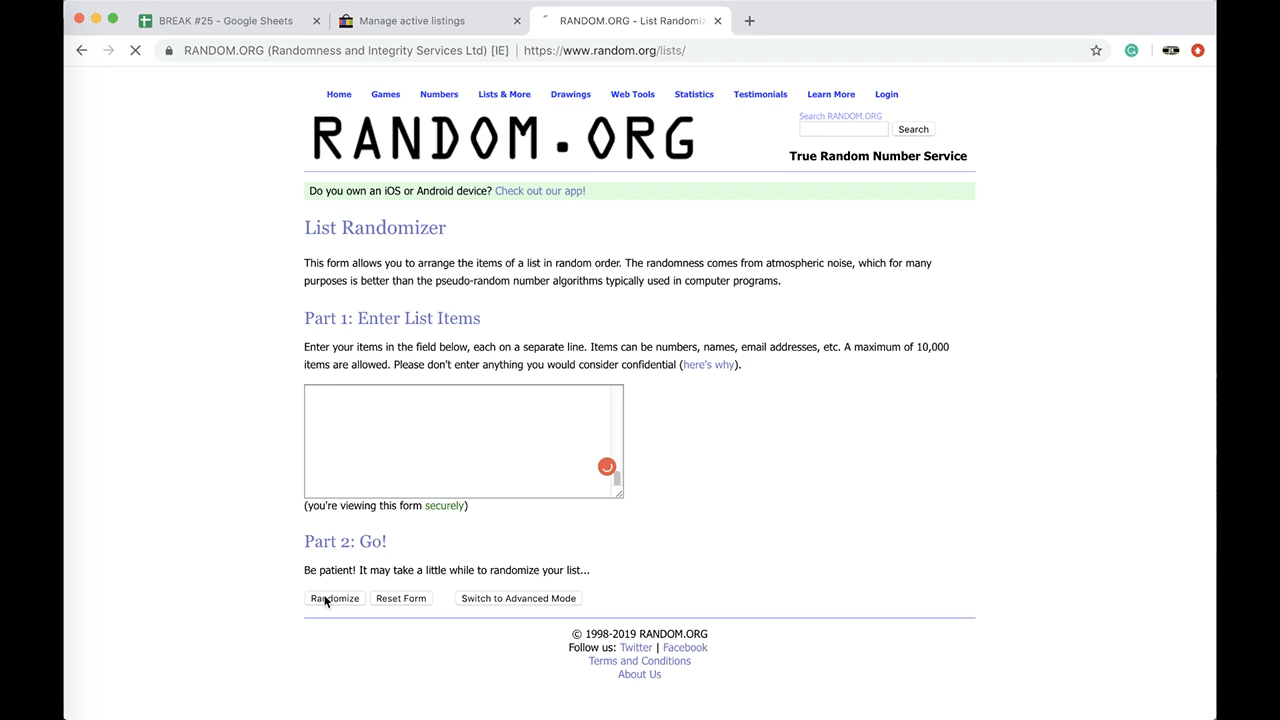 BREAK #25 - Google Sheets
Manage active listings
RANDOM.ORG - List Randomiz
RANDOM.ORG (Randomness and Integrity Services Ltd) [IE] | https://www.random.org/lists/
Home Games Numbers Lists & More Drawings Web Tools Statistics Testimonials Learn More Login
RANDOM.ORG
Search RANDOM.ORG
Search
True Random Number Service
Do you own an iOS or Android device? Check out our app!
List Randomizer
This form allows you to arrange the items of a list in random order. The randomness comes from atmospheric noise, which for many
purposes is better than the pseudo-random number algorithms typically used in computer programs.
Part 1: Enter List Items
Enter your items in the field below, each on a separate line. Items can be numbers, names, email addresses, etc. A maximum of 10,000
items are allowed. Please don't enter anything you would consider confidential (here's why).
(you're viewing this form securely)
Part 2: Go!
Be patient! It may take a little while to randomize your list...
Randomize Reset Form Switch to Advanced Mode
© 1998-2019 RANDOM.ORG
Follow us: Twitter | Facebook
Terms and Conditions
About Us